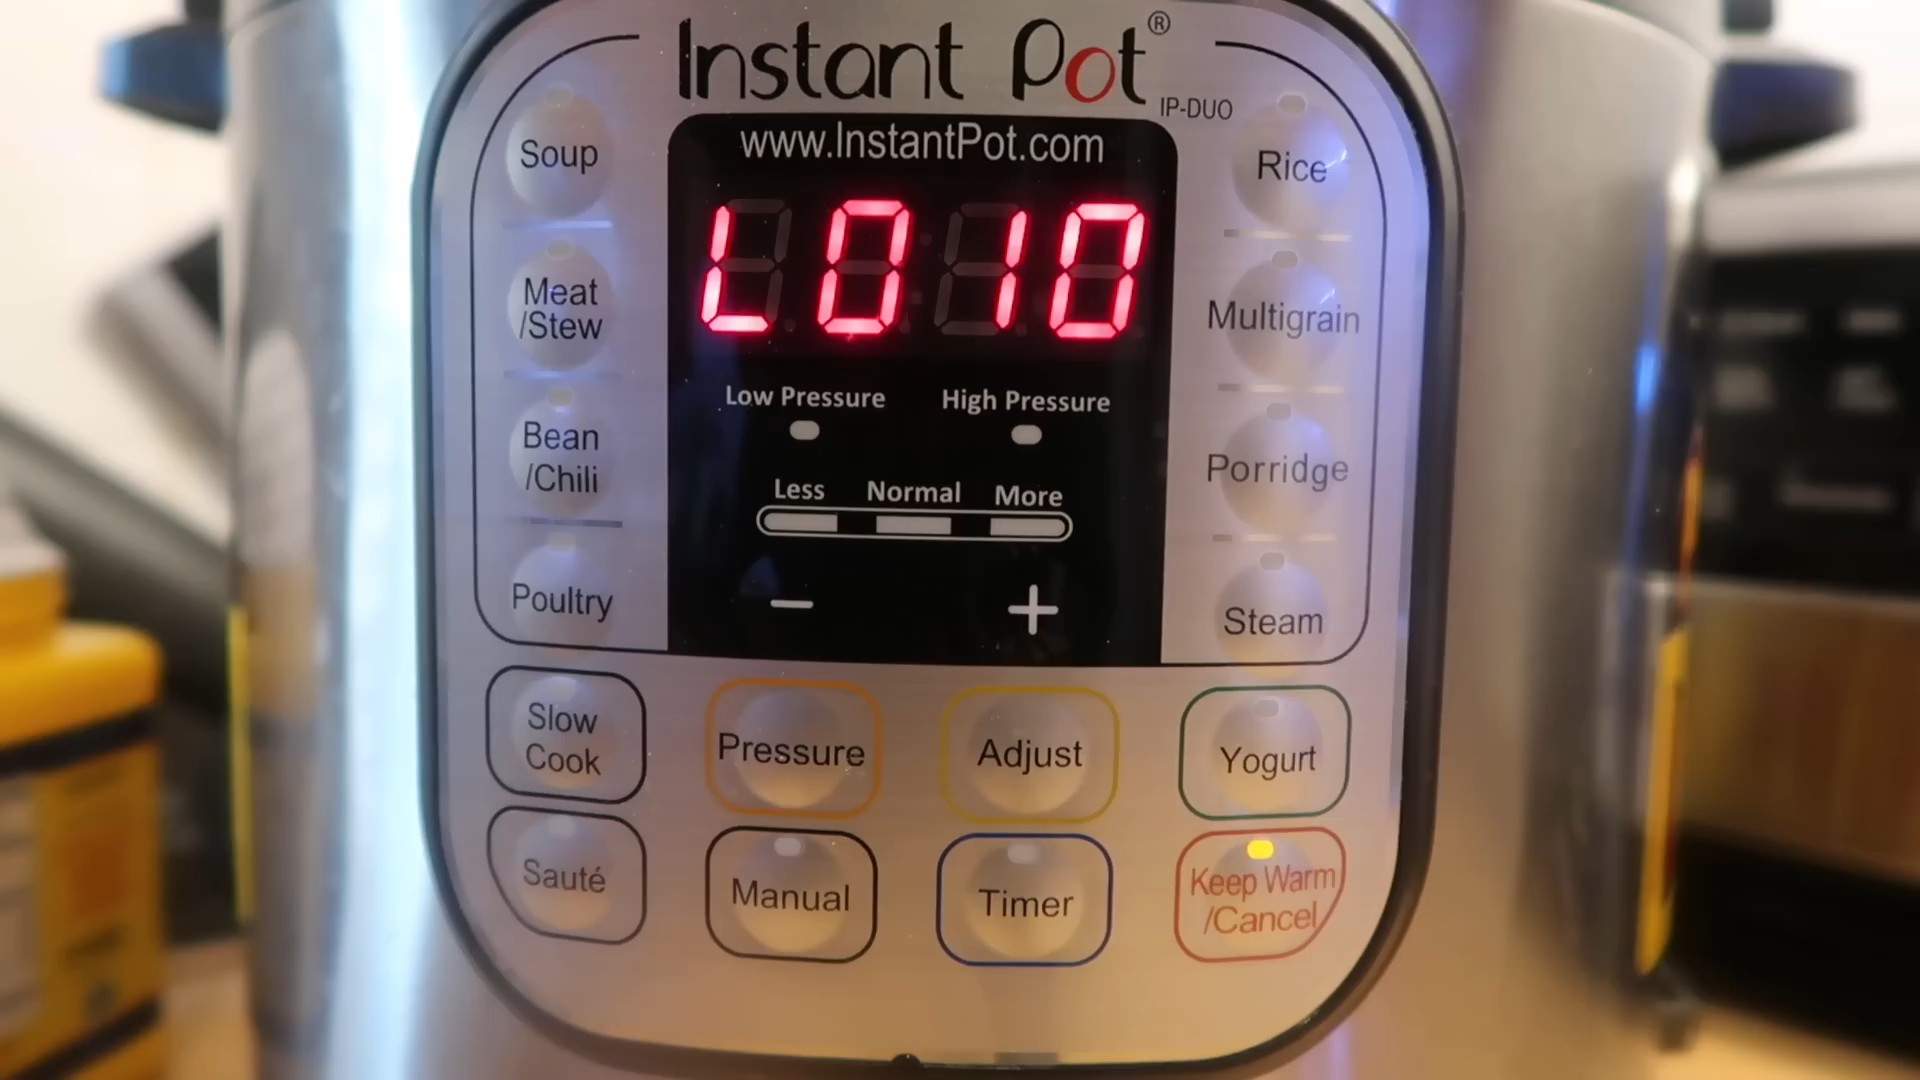 Instant Pot®
IP-DUO
www.InstantPot.com
L010
Low Pressure
High Pressure
Less
Normal
More
−
+
Soup
Meat
/Stew
Bean
/Chili
Poultry
Rice
Multigrain
Porridge
Steam
Slow
Cook
Pressure
Adjust
Yogurt
Sauté
Manual
Timer
Keep Warm
/Cancel